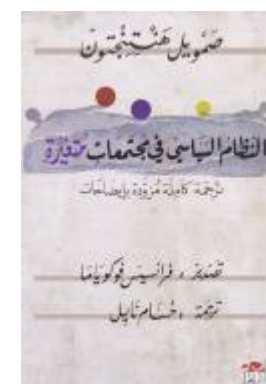 صمويل هنتنجتون
النظام السياسي في مجتمعات متغيرة
ترجمة كاملة مزودة بإيضاحات
تصدير: فرانسيس فوكوياما
ترجمة: حسام نايل